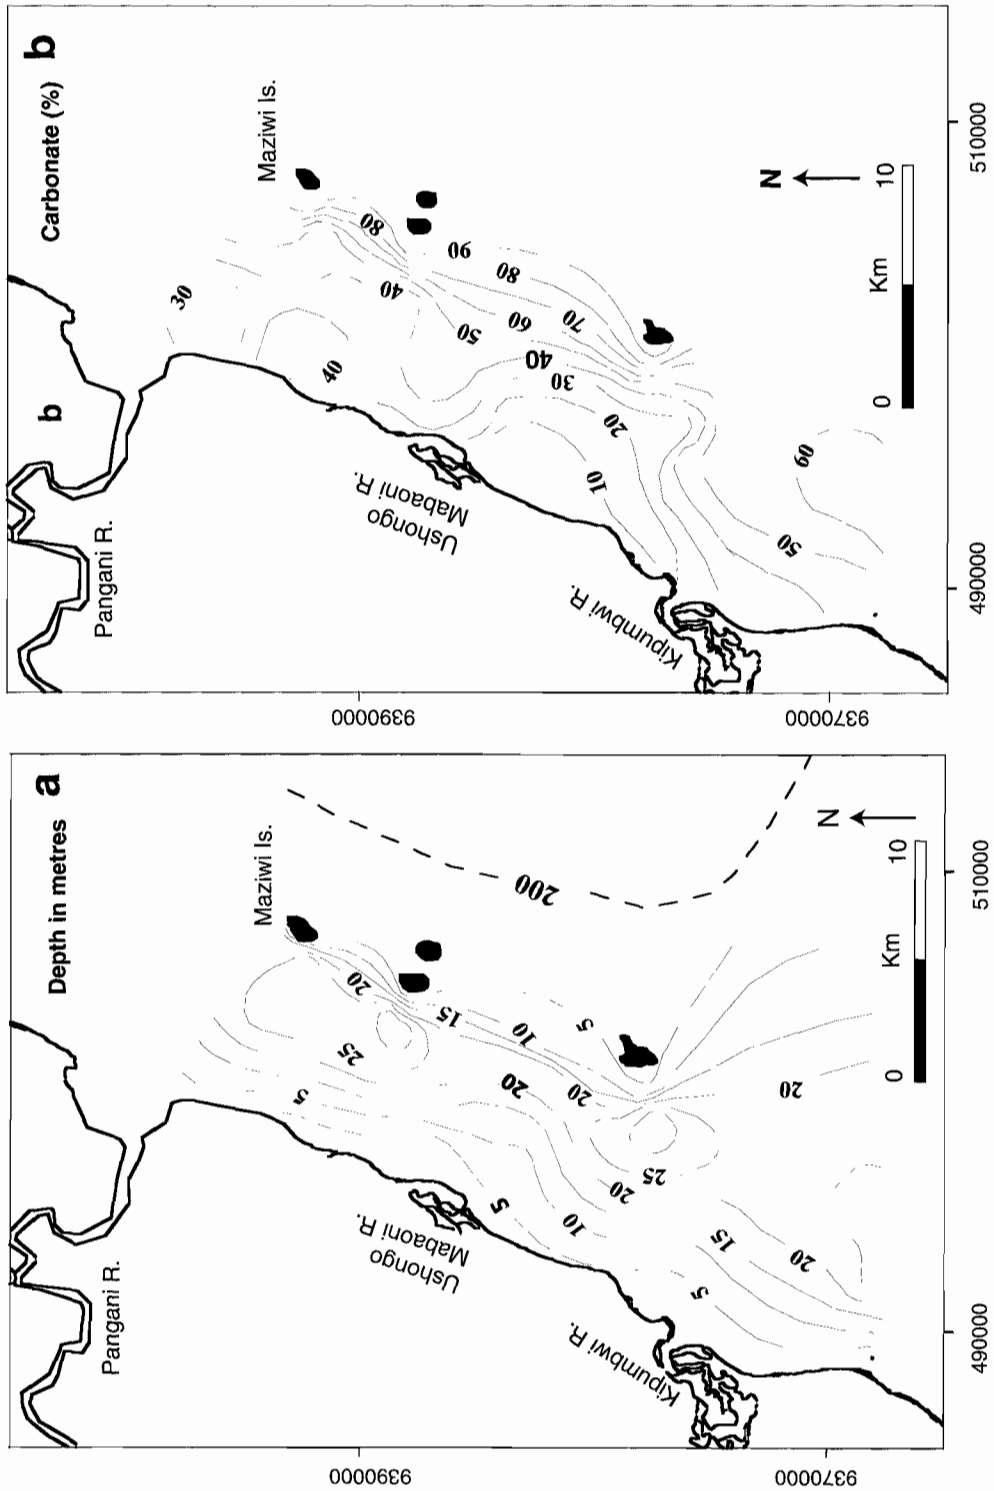 b
Carbonate (%)
Maziwi Is.
b
30
80
90
80
40
70
60
50
40
40
30
20
10
60
50
Pangani R.
Ushongo
Mabaoni R.
Kipumbwi R.
N
10
Km
0
510000
490000
9390000
9370000
a
Depth in metres
Maziwi Is.
200
20
15
10
5
25
5
20
20
20
25
20
5
10
15
20
5
Pangani R.
Ushongo
Mabaoni R.
Kipumbwi R.
N
10
Km
0
510000
490000
9390000
9370000